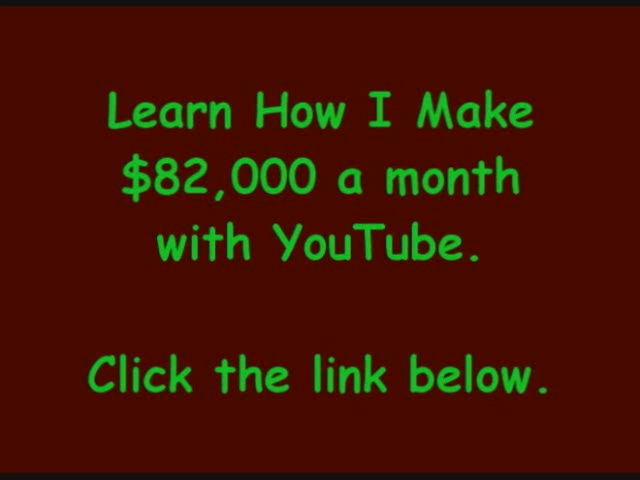 Learn How I Make
$82,000 a month
with YouTube.
Click the link below.